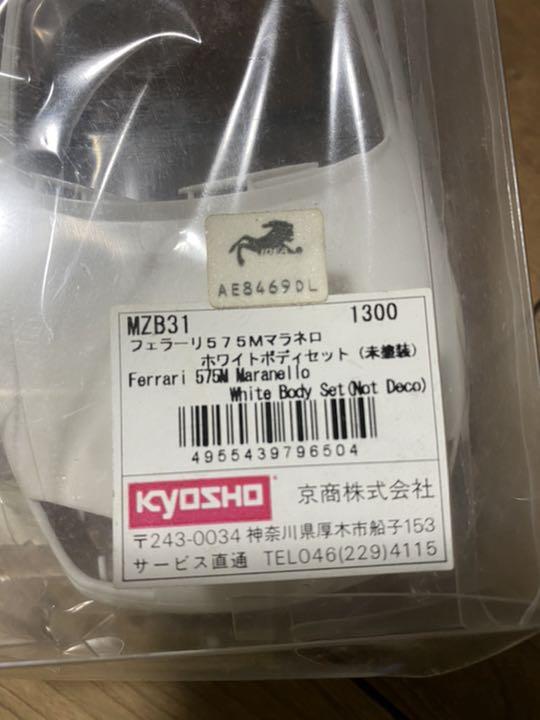 IDEA
AE8469DL
MZB31 1300
フェラーリ575Mマラネロ
ホワイトボディセット (未塗装)
Ferrari 575M Maranello
White Body Set(Not Deco)
4955439796504
KYOSHO 京商株式会社
〒243-0034 神奈川県厚木市船子153
サービス直通 TEL046(229)4115